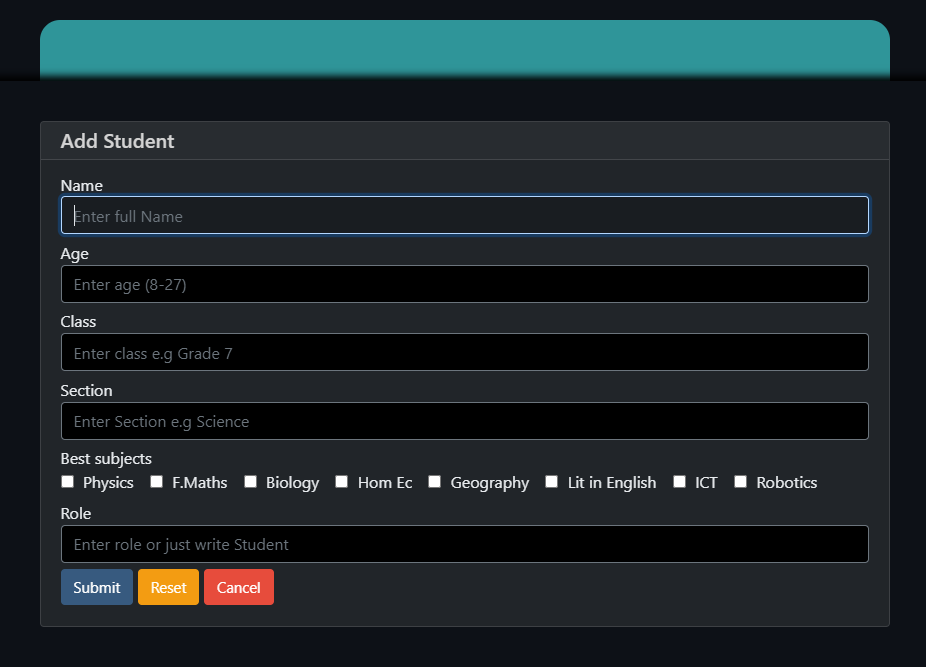 Add Student
Name
Enter full Name
Age
Enter age (8-27)
Class
Enter class e.g Grade 7
Section
Enter Section e.g Science
Best subjects
Physics F.Maths Biology Hom Ec Geography Lit in English ICT Robotics
Role
Enter role or just write Student
Submit Reset Cancel